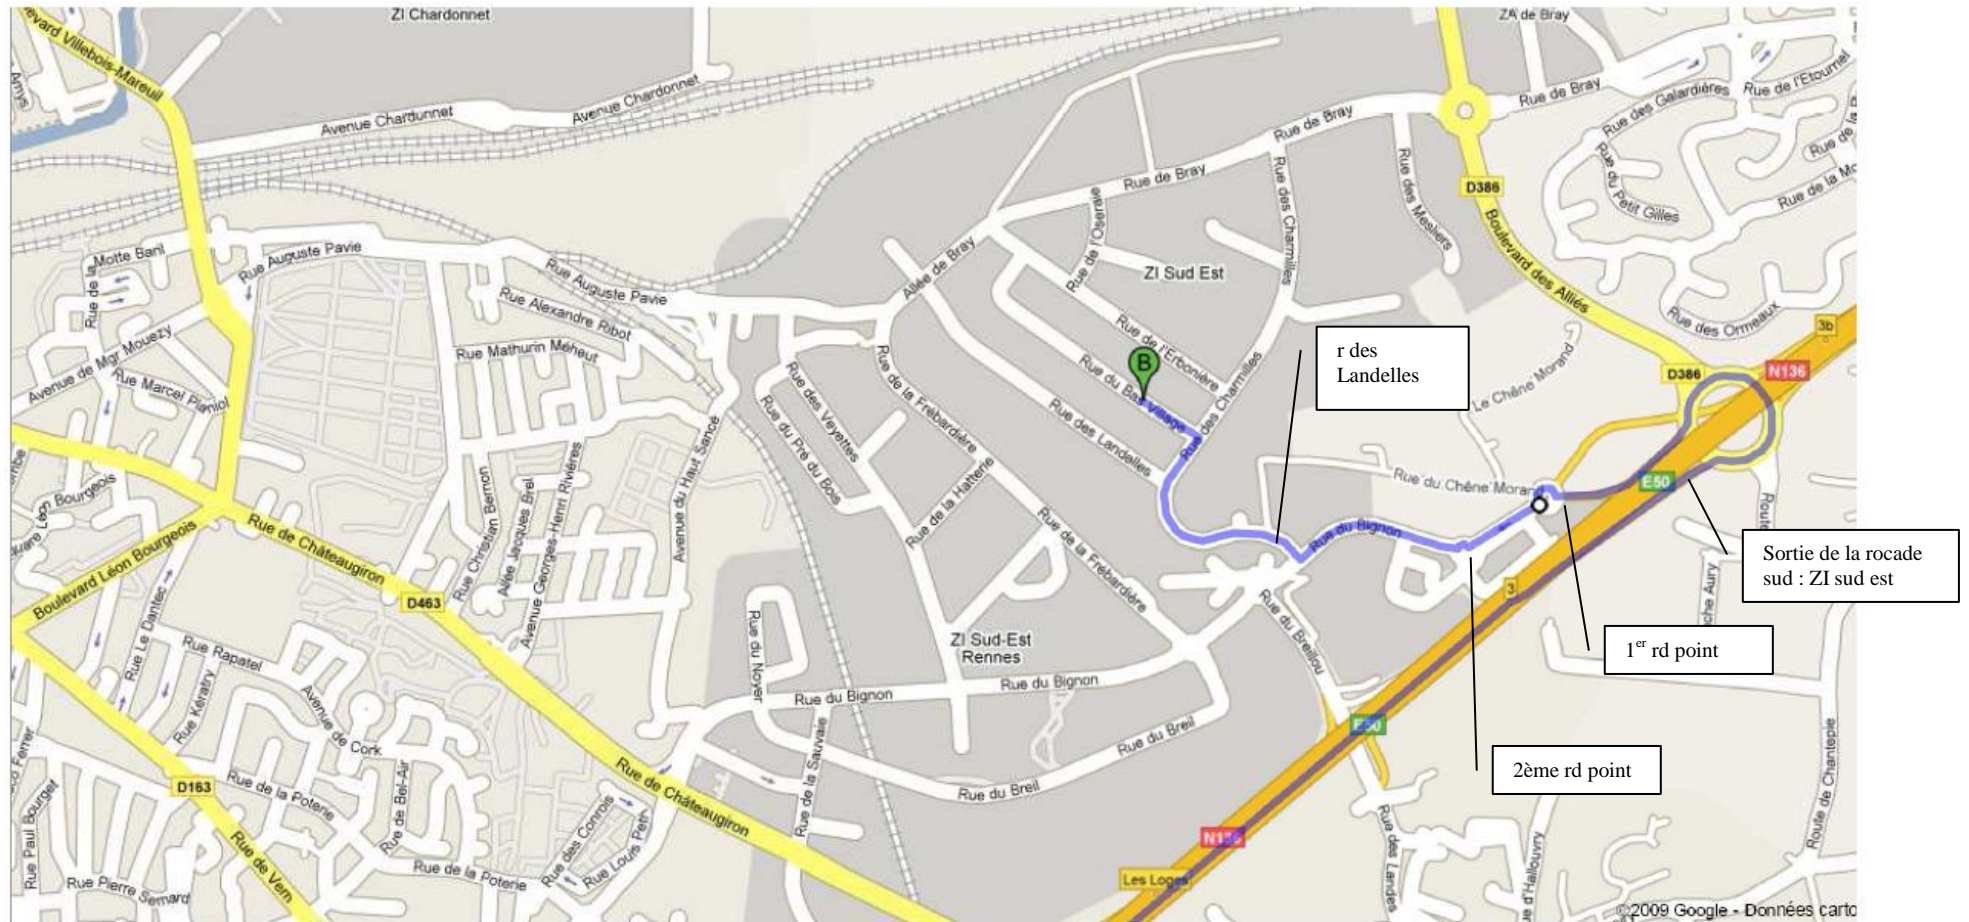 ZI Chardonnet
ZA de Bray
Boulevard Villebois-Mareuil
Avenue Chardonnet
Avenue Chardonnet
Rue de Bray
Rue de Bray
Rue de Bray
Rue des Galardières
Rue de l'Etournel
Rue du Petit Gilles
Rue de la
D386
Boulevard des Alliés
Rue des Mesliers
Rue des Charmilles
Rue de l'Oseraie
ZI Sud Est
Allée de Bray
Rue de la Motte Baril
Rue Auguste Pavie
Rue Auguste Pavie
Rue Alexandre Ribot
Rue Mathurin Méheut
Avenue de Mgr Mouezy
Rue Marcel Planiol
Rue des Ormeaux
3b
N136
D386
r des
Landelles
Le Chêne Morand
Rue du Chêne Morand
Rue de l'Erbonière
B
Rue du Bas Village
Rue des Charmilles
Rue des Landelles
Rue de la Frébardière
Rue des Veyettes
Rue du Pré du Bois
Rue de la Hatterie
Avenue du Haut Sancé
Rue Christian Bernon
Allée Jacques Brel
Avenue Georges-Henri Rivières
Léon Bourgeois
Boulevard Léon Bourgeois
Rue de Châteaugiron
D463
E50
Rue du Bignon
Sortie de la rocade
sud : ZI sud est
3
1er rd point
Rue de la Frébardière
Rue du Breillou
ZI Sud-Est
Rennes
Rue du Noyer
Rue du Bignon
Rue du Bignon
Rue Le Dantec
Rue Rapatel
Rue Kératry
Avenue de Cork
Rue de Bel-Air
E50
Rue du Breil
Rue du Breil
Rue de la Sauvaie
2ème rd point
Rue de Châteaugiron
D163
Rue de la Poterie
Rue de la Poterie
Rue de Vern
Rue Paul Bourget
Rue Pierre Semard
Rue des Connrois
Rue Louis Petri
N136
Les Loges
Rue des Landes
d'Hallouvry
Route de Chantepie
©2009 Google - Données carto